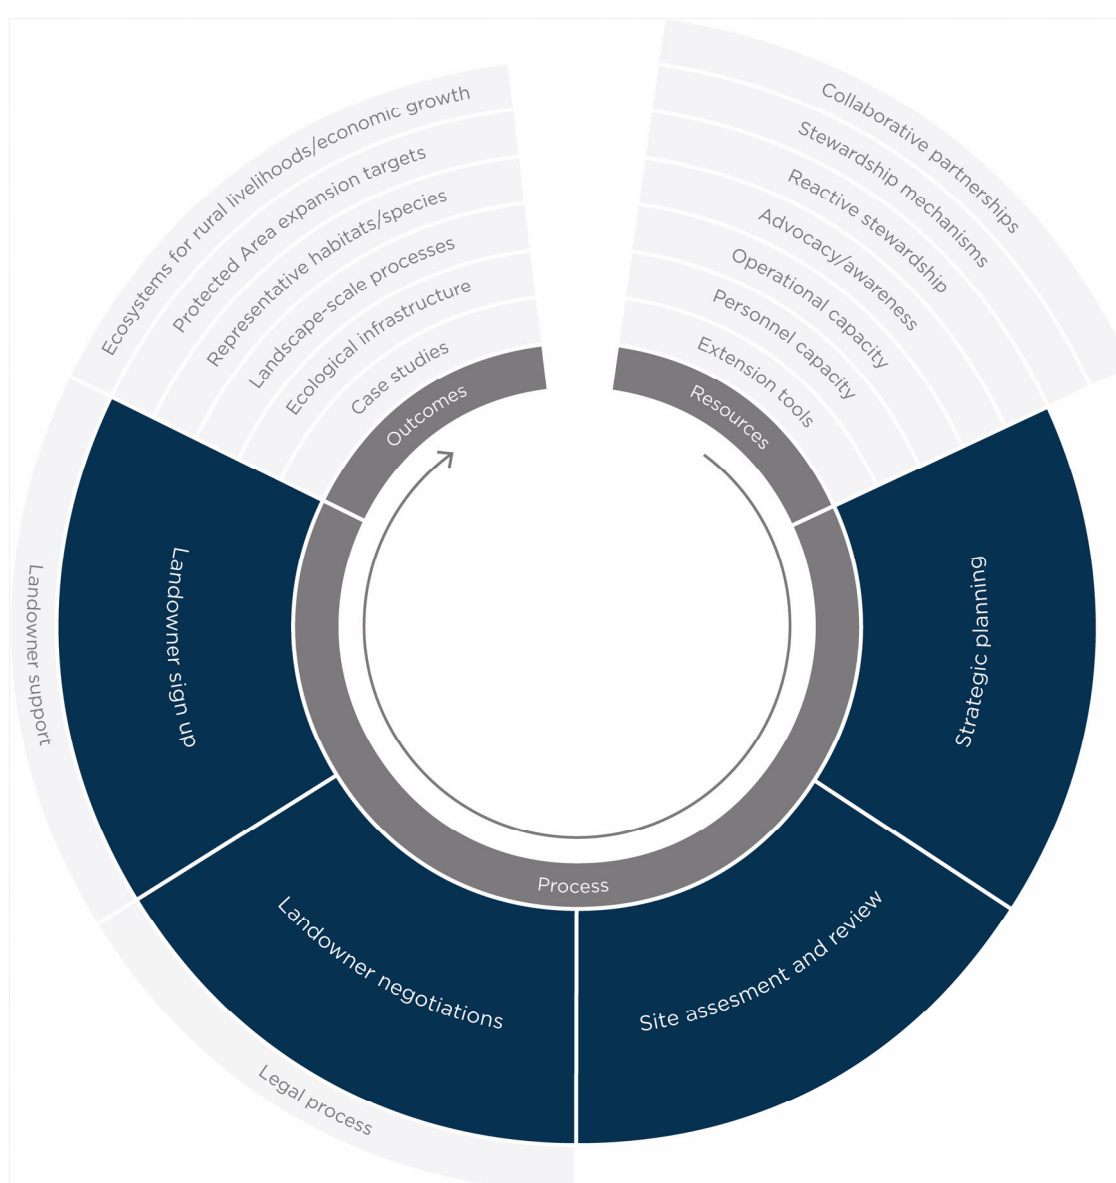 Ecosystems for rural livelihoods/economic growth
Protected Area expansion targets
Representative habitats/species
Landscape-scale processes
Ecological infrastructure
Case studies
Outcomes
Collaborative partnerships
Stewardship mechanisms
Reactive stewardship
Advocacy/awareness
Operational capacity
Personnel capacity
Extension tools
Resources
Strategic planning
Site assesment and review
Process
Landowner negotiations
Legal process
Landowner sign up
Landowner support